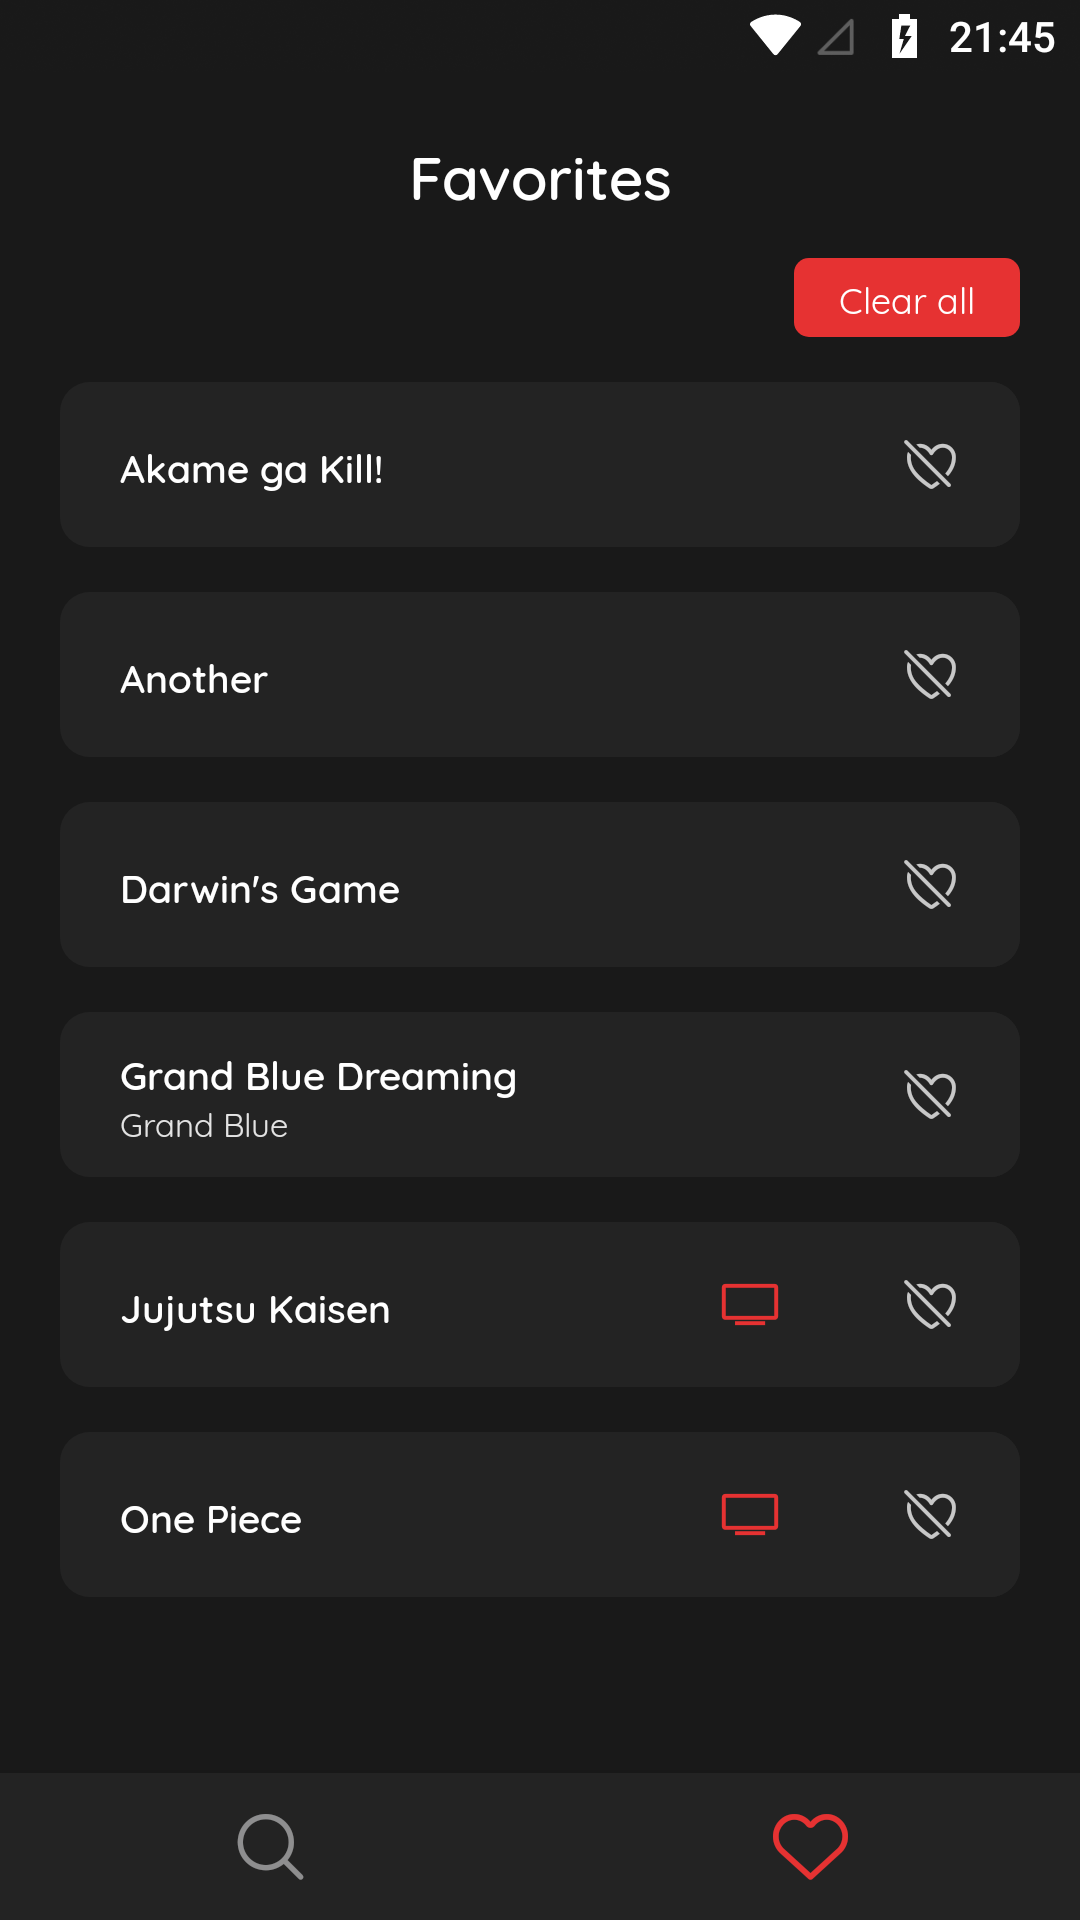 21:45
Favorites
Clear all
Akame ga Kill!
Another
Darwin's Game
Grand Blue Dreaming
Grand Blue
Jujutsu Kaisen
One Piece